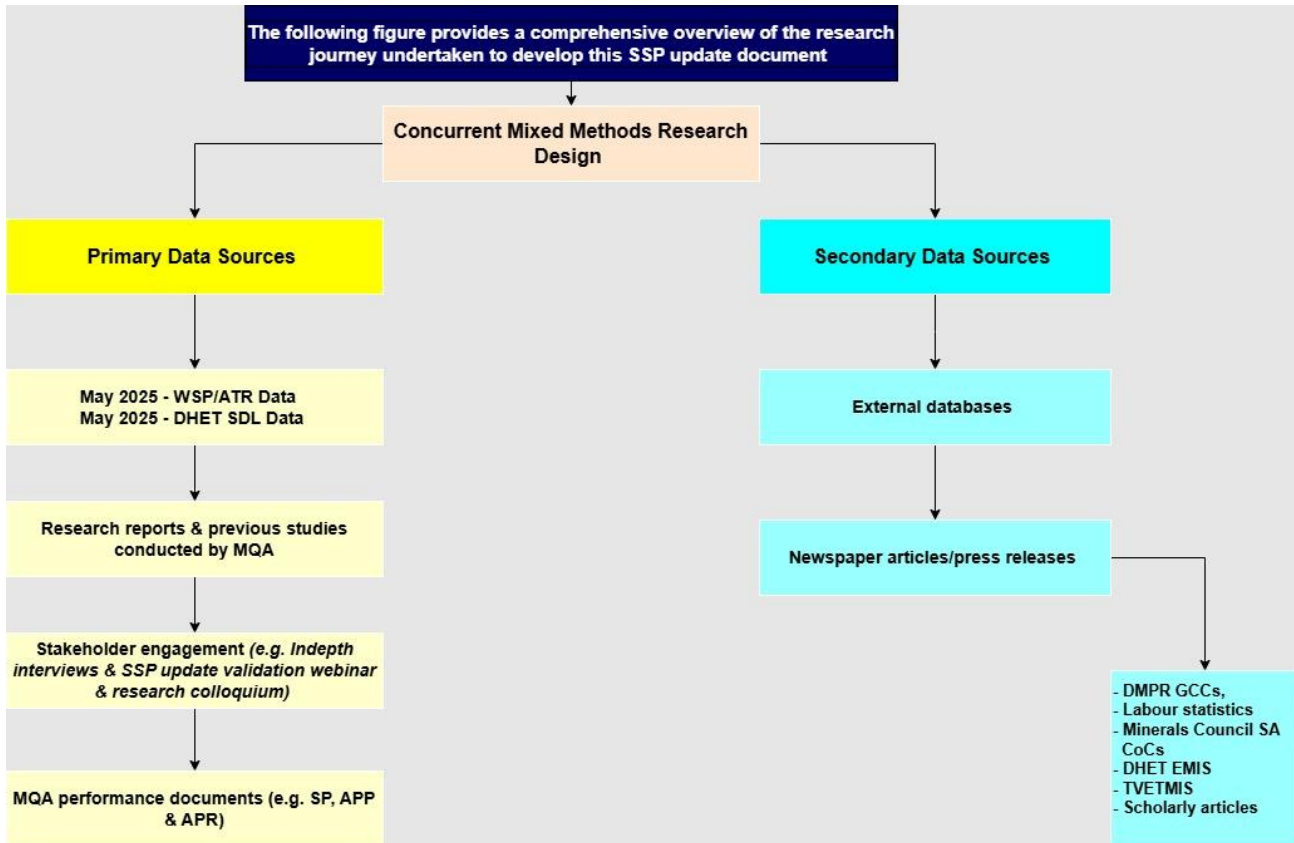 The following figure provides a comprehensive overview of the research
journey undertaken to develop this SSP update document
Concurrent Mixed Methods Research
Design
Primary Data Sources
May 2025 - WSP/ATR Data
May 2025 - DHET SDL Data
Research reports & previous studies
conducted by MQA
Stakeholder engagement (e.g. Indepth
interviews & SSP update validation webinar
& research colloquium)
MQA performance documents (e.g. SP, APP
& APR)
Secondary Data Sources
External databases
Newspaper articles/press releases
- DMPR GCCs,
- Labour statistics
- Minerals Council SA
CoCs
- DHET EMIS
- TVETMIS
- Scholarly articles